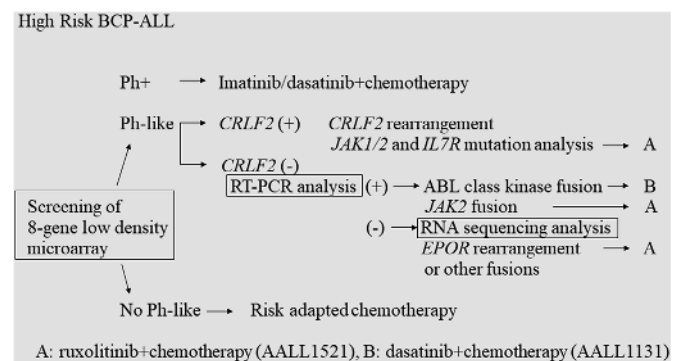 High Risk BCP-ALL
Ph+ Imatinib/dasatinib+chemotherapy
Ph-like CRLF2 (+) CRLF2 rearrangement
JAK1/2 and IL7R mutation analysis A
CRLF2 (-)
RT-PCR analysis (+) ABL class kinase fusion B
JAK2 fusion A
(-) RNA sequencing analysis
EPOR rearrangement A
or other fusions
Screening of
8-gene low density
microarray
No Ph-like Risk adapted chemotherapy
A: ruxolitinib+chemotherapy (AALL1521), B: dasatinib+chemotherapy (AALL1131)